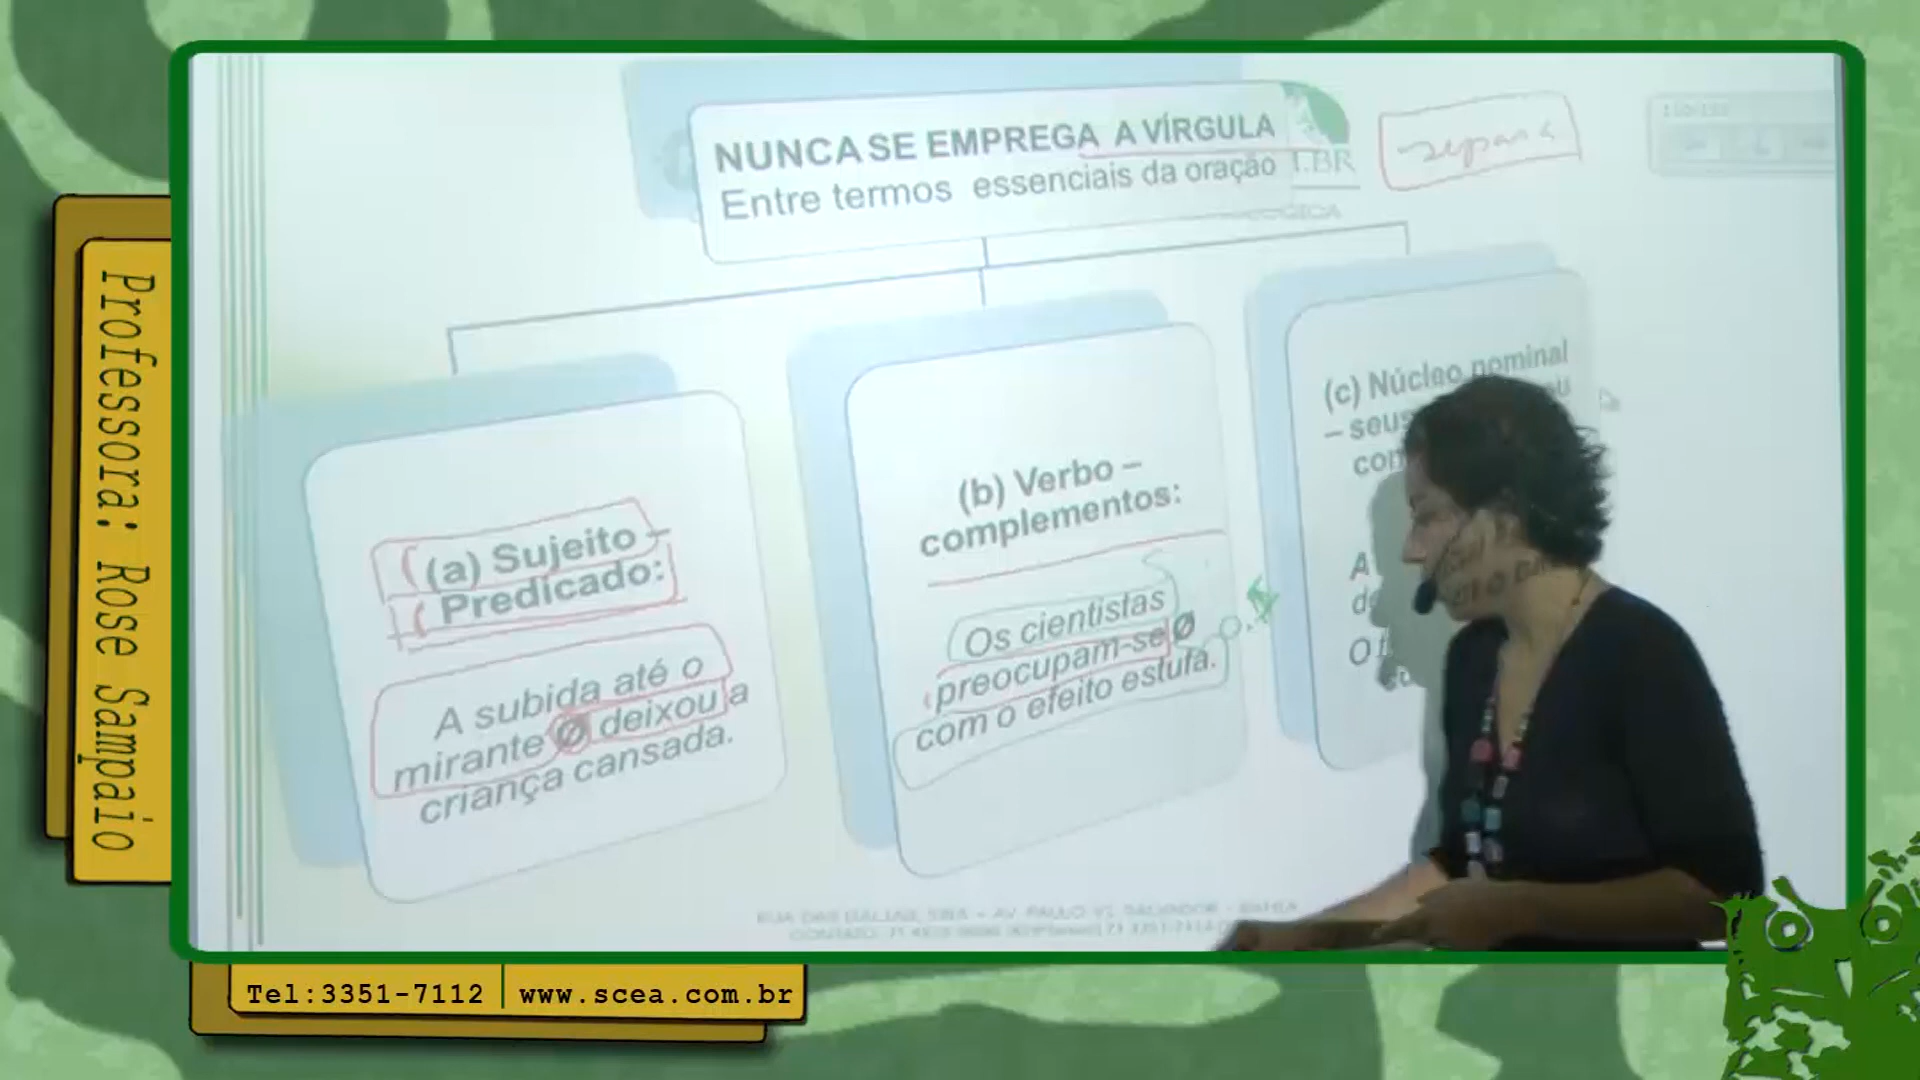 NUNCA SE EMPREGA A VÍRGULA
Entre termos essenciais da oração
T.BR
separa
(a) Sujeito –
Predicado:
A subida até o
mirante Ø deixou a
criança cansada.
(b) Verbo –
complementos:
Os cientistas
preocupam-se Ø
com o efeito estufa.
(c) Núcleo nominal
– seus
A
O
Professora: Rose Sampaio
Tel:3351-7112
www.scea.com.br